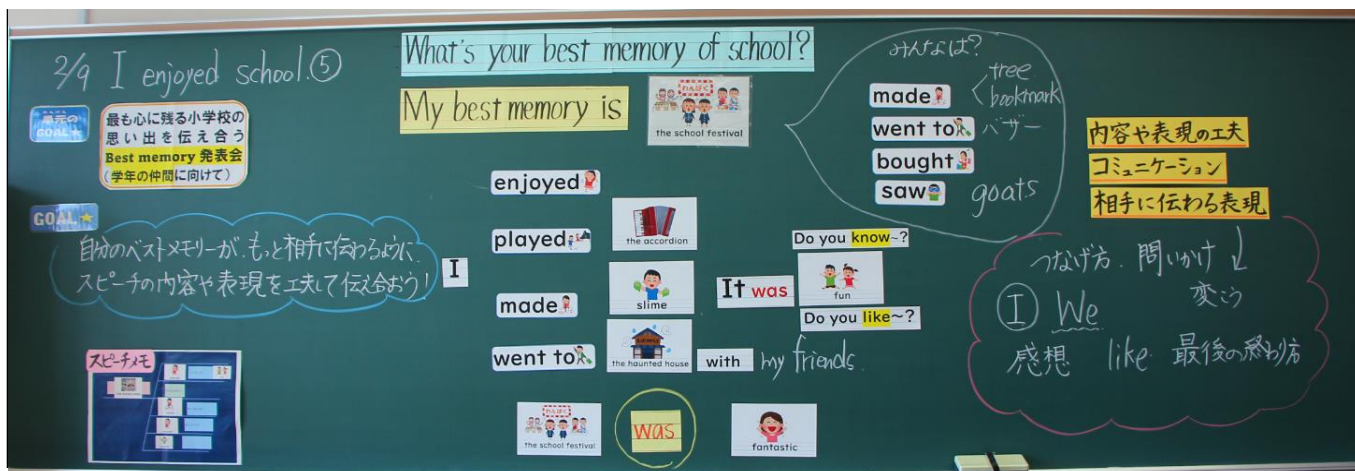 2/9 I enjoyed school.⑤
単元の
GOAL★
最も心に残る小学校の
思い出を伝え合う
Best memory 発表会
(学年の仲間に向けて)
GOAL★
自分のベストメモリーが、もっと相手に伝わるように、
スピーチの内容や表現を工夫して伝え合おう!
スピーチメモ
What's your best memory of school?
My best memory is
the school festival
I
enjoyed
played
made
went to
the accordion
slime
the haunted house
with my friends.
It was
Do you know~?
fun
Do you like~?
the school festival
was
fantastic
みんなは?
made
tree
bookmark
went to バザー
bought
saw goats
内容や表現の工夫
コミュニケーション
相手に伝わる表現
つなげ方. 問いかけ
変こう
I We
感想 like 最後の終わり方